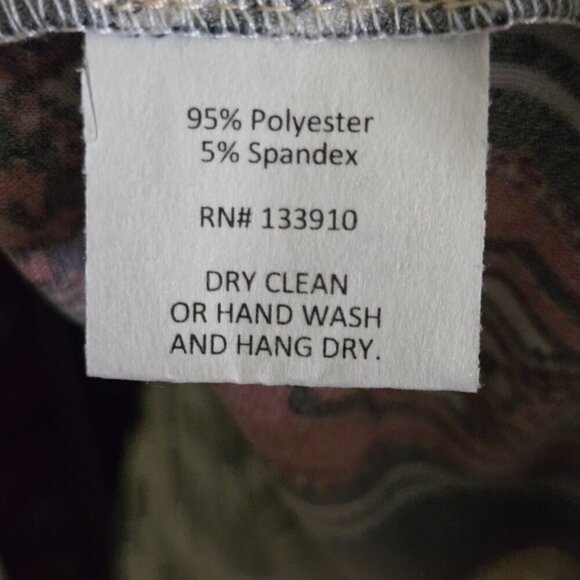 95% Polyester
5% Spandex
RN# 133910
DRY CLEAN
OR HAND WASH
AND HANG DRY.